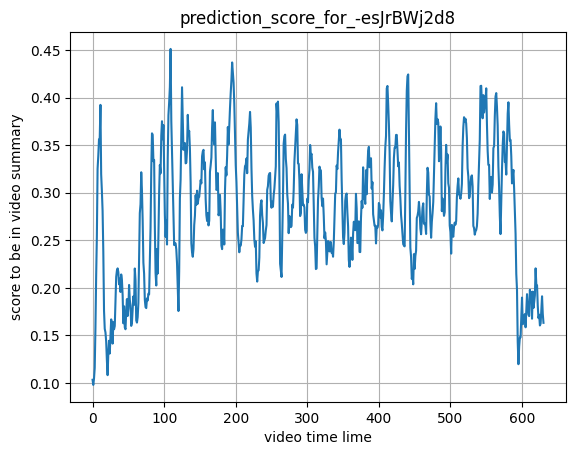 prediction_score_for_-esJrBWj2d8
score to be in video summary
0.45
0.40
0.35
0.30
0.25
0.20
0.15
0.10
0 100 200 300 400 500 600
video time lime